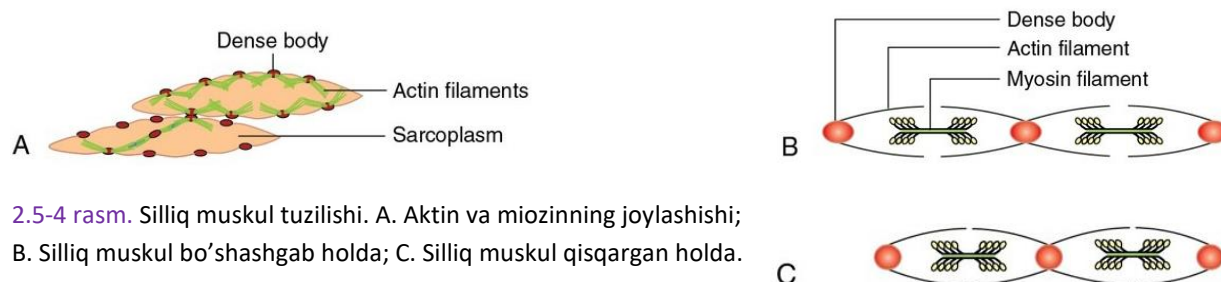 Dense body
Actin filaments
Sarcoplasm
A
2.5-4 rasm. Silliq muskul tuzilishi. A. Aktin va miozinning joylashishi;
B. Silliq muskul bo’shashgab holda; C. Silliq muskul qisqargan holda.
Dense body
Actin filament
Myosin filament
B
C